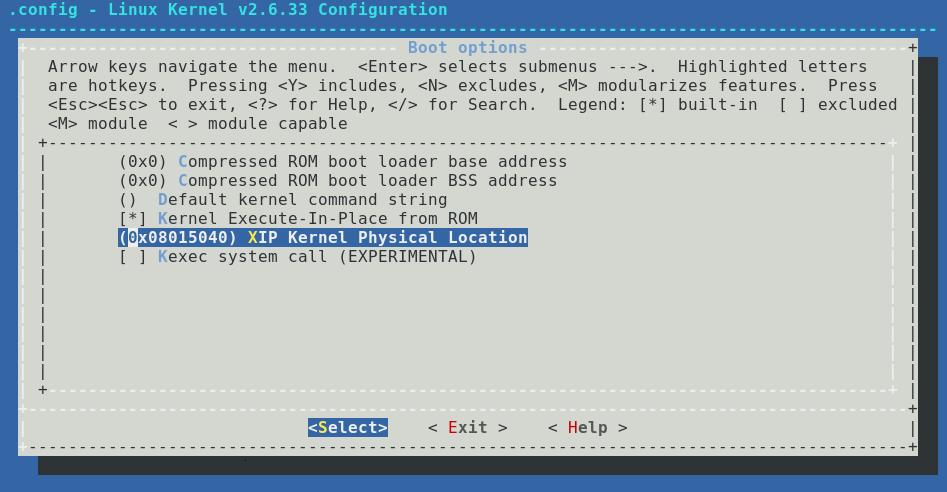 .config - Linux Kernel v2.6.33 Configuration
Boot options
Arrow keys navigate the menu.  <Enter> selects submenus --->.  Highlighted letters
are hotkeys.  Pressing <Y> includes, <N> excludes, <M> modularizes features.  Press
<Esc><Esc> to exit, <?> for Help, </> for Search.  Legend: [*] built-in  [ ] excluded
<M> module  < > module capable
(0x0) Compressed ROM boot loader base address
(0x0) Compressed ROM boot loader BSS address
()  Default kernel command string
[*] Kernel Execute-In-Place from ROM
(0x08015040) XIP Kernel Physical Location
[ ] Kexec system call (EXPERIMENTAL)
<Select>    < Exit >    < Help >